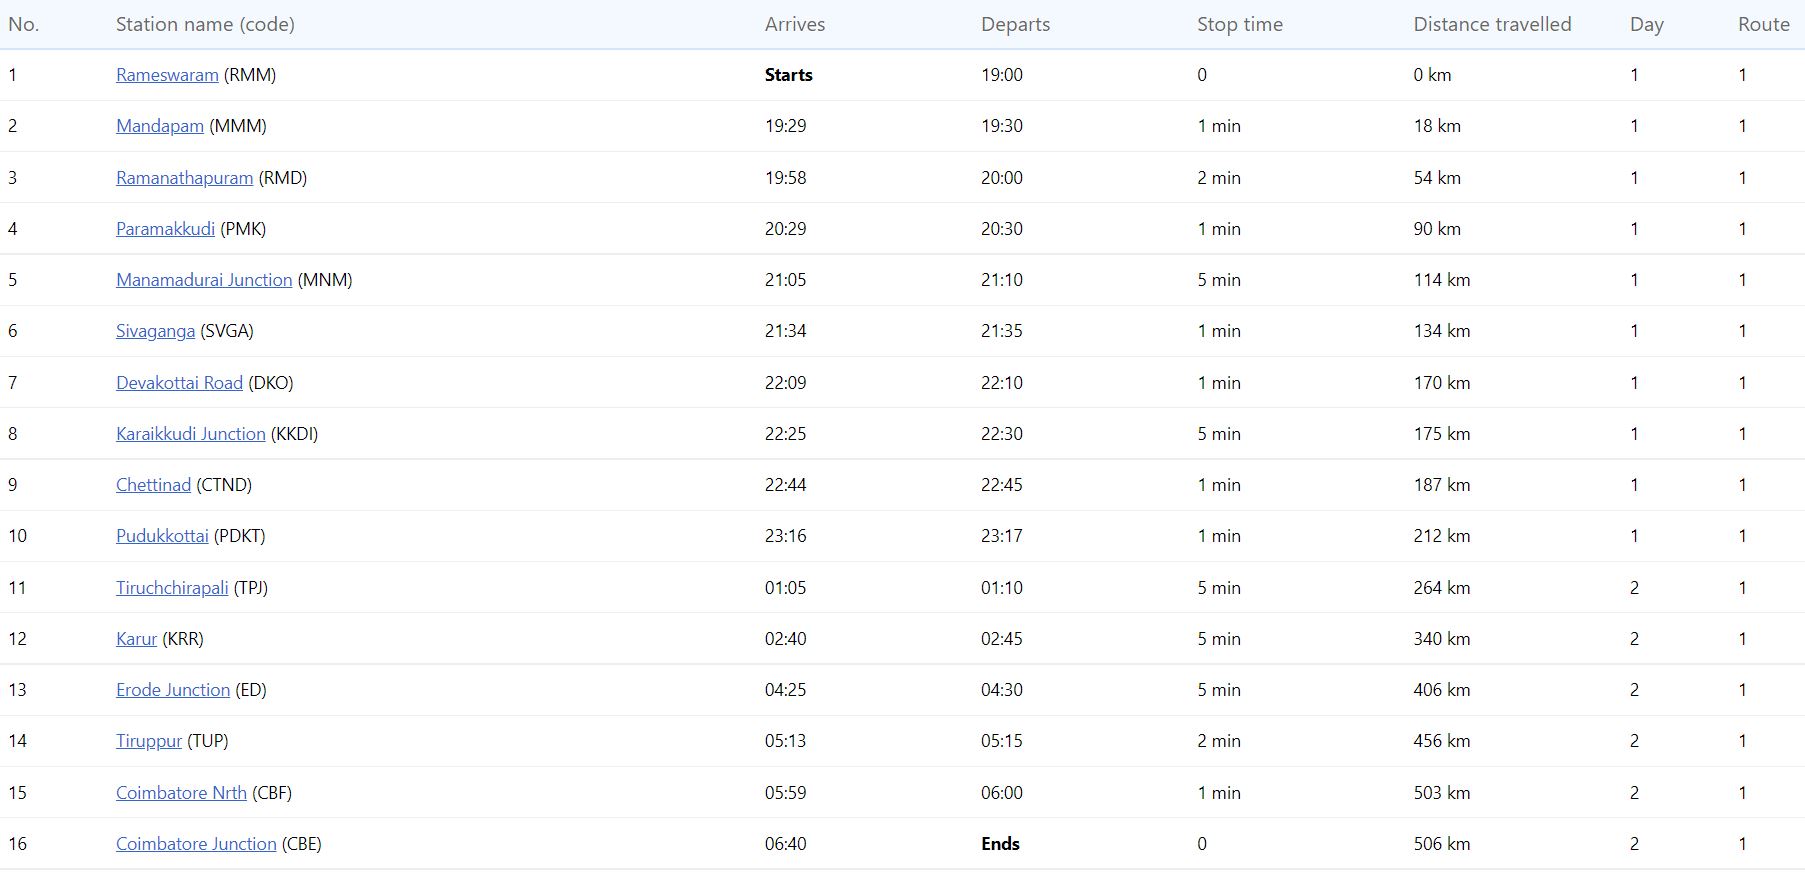 No. Station name (code) Arrives Departs Stop time Distance travelled Day Route
1 Rameswaram (RMM) Starts 19:00 0 0 km 1 1
2 Mandapam (MMM) 19:29 19:30 1 min 18 km 1 1
3 Ramanathapuram (RMD) 19:58 20:00 2 min 54 km 1 1
4 Paramakkudi (PMK) 20:29 20:30 1 min 90 km 1 1
5 Manamadurai Junction (MNM) 21:05 21:10 5 min 114 km 1 1
6 Sivaganga (SVGA) 21:34 21:35 1 min 134 km 1 1
7 Devakottai Road (DKO) 22:09 22:10 1 min 170 km 1 1
8 Karaikkudi Junction (KKDI) 22:25 22:30 5 min 175 km 1 1
9 Chettinad (CTND) 22:44 22:45 1 min 187 km 1 1
10 Pudukkottai (PDKT) 23:16 23:17 1 min 212 km 1 1
11 Tiruchchirapali (TPJ) 01:05 01:10 5 min 264 km 2 1
12 Karur (KRR) 02:40 02:45 5 min 340 km 2 1
13 Erode Junction (ED) 04:25 04:30 5 min 406 km 2 1
14 Tiruppur (TUP) 05:13 05:15 2 min 456 km 2 1
15 Coimbatore Nrth (CBF) 05:59 06:00 1 min 503 km 2 1
16 Coimbatore Junction (CBE) 06:40 Ends 0 506 km 2 1